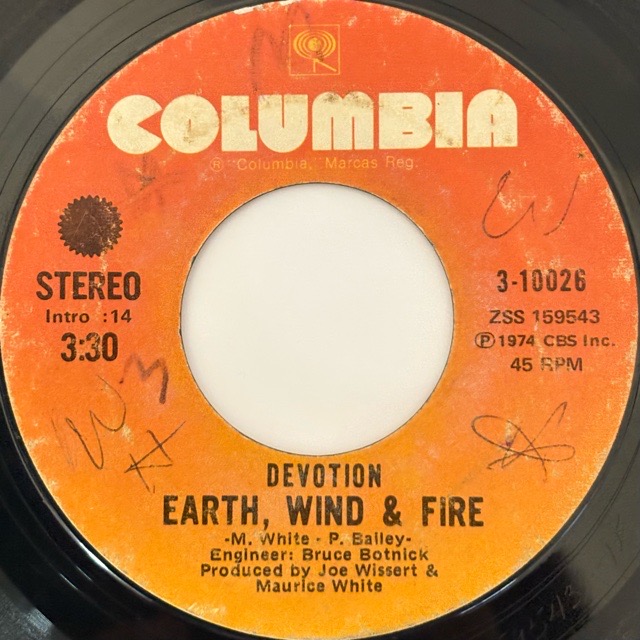 COLUMBIA
® "Columbia," Marcas Reg.
STEREO
Intro :14
3:30
3-10026
ZSS 159543
Ⓟ 1974 CBS Inc.
45 RPM
DEVOTION
EARTH, WIND & FIRE
-M. White - P. Bailey-
Engineer: Bruce Botnick
Produced by Joe Wissert &
Maurice White